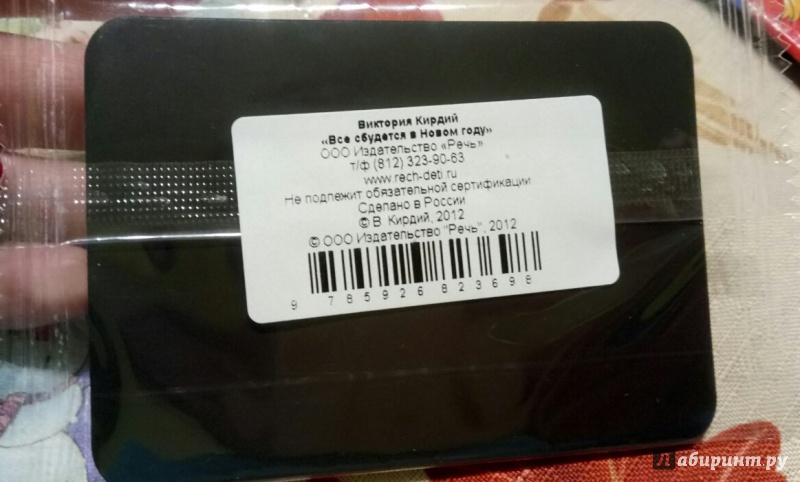 Виктория Кирдий
«Все сбудется в Новом году»
ООО Издательство «Речь»
т/ф (812) 323-90-63
www.rech-deti.ru
Не подлежит обязательной сертификации
Сделано в России
© В Кирдий, 2012
© ООО Издательство "Речь", 2012
9 785926 823698
Лабиринт.ру